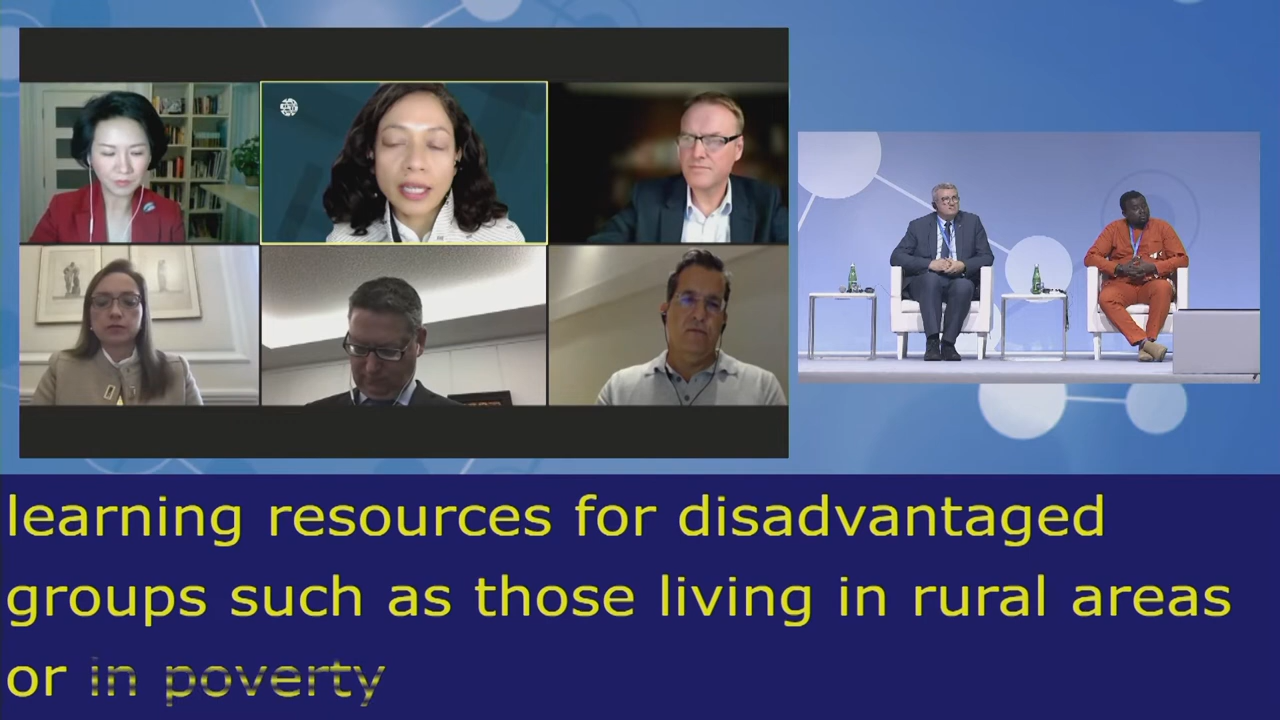 learning resources for disadvantaged
groups such as those living in rural areas
or in poverty